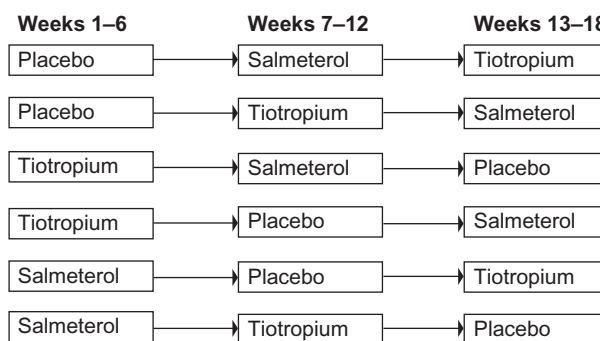 Weeks 1–6 Weeks 7–12 Weeks 13–18
Placebo Salmeterol Tiotropium
Placebo Tiotropium Salmeterol
Tiotropium Salmeterol Placebo
Tiotropium Placebo Salmeterol
Salmeterol Placebo Tiotropium
Salmeterol Tiotropium Placebo